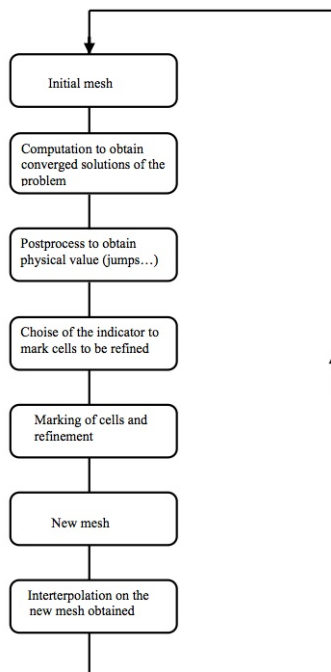 Initial mesh
Computation to obtain
converged solutions of the
problem
Postprocess to obtain
physical value (jumps…)
Choise of the indicator to
mark cells to be refined
Marking of cells and
refinement
New mesh
Interterpolation on the
new mesh obtained